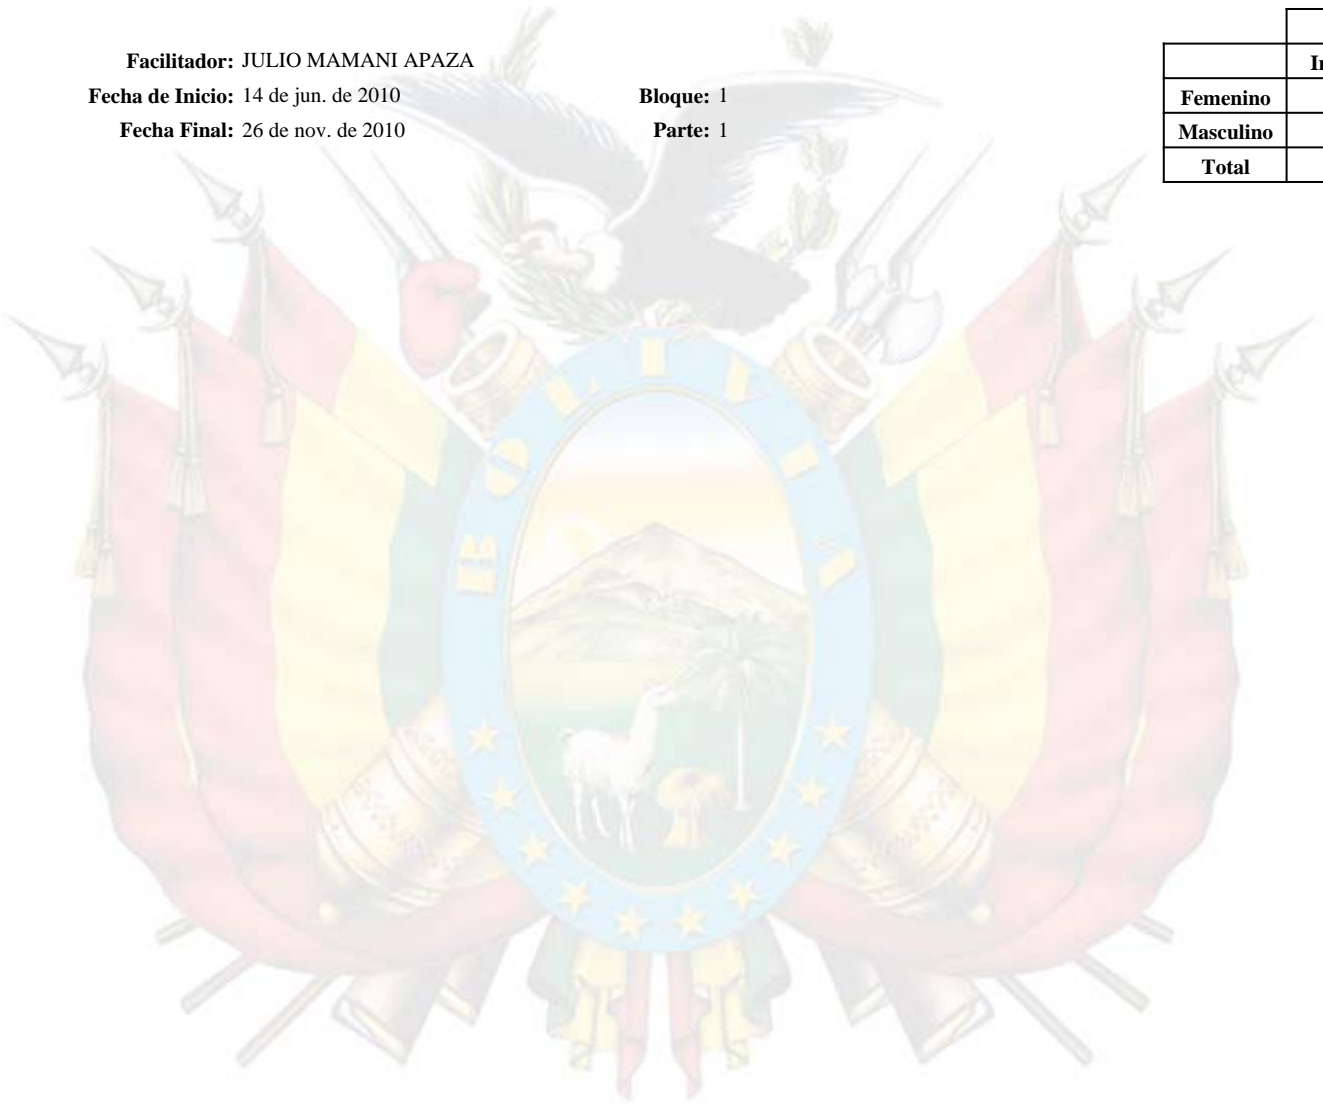 Facilitador: JULIO MAMANI APAZA
Fecha de Inicio: 14 de jun. de 2010 Bloque: 1
Fecha Final: 26 de nov. de 2010 Parte: 1
Femenino
Masculino
Total
BOLIVIA